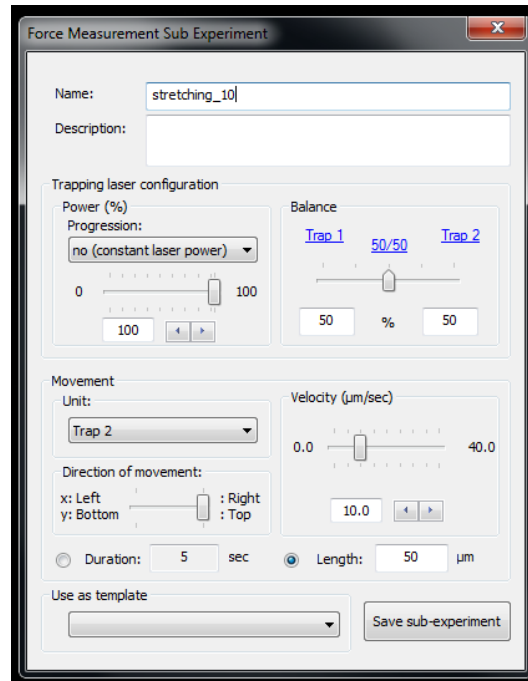 Force Measurement Sub Experiment
Name: stretching_10
Description:
Trapping laser configuration
Power (%)
Progression:
no (constant laser power)
0 100
100
Balance
Trap 1 50/50 Trap 2
50 % 50
Movement
Unit:
Trap 2
Direction of movement:
x: Left : Right
y: Bottom : Top
Velocity (µm/sec)
0.0 40.0
10.0
Duration: 5 sec Length: 50 µm
Use as template
Save sub-experiment